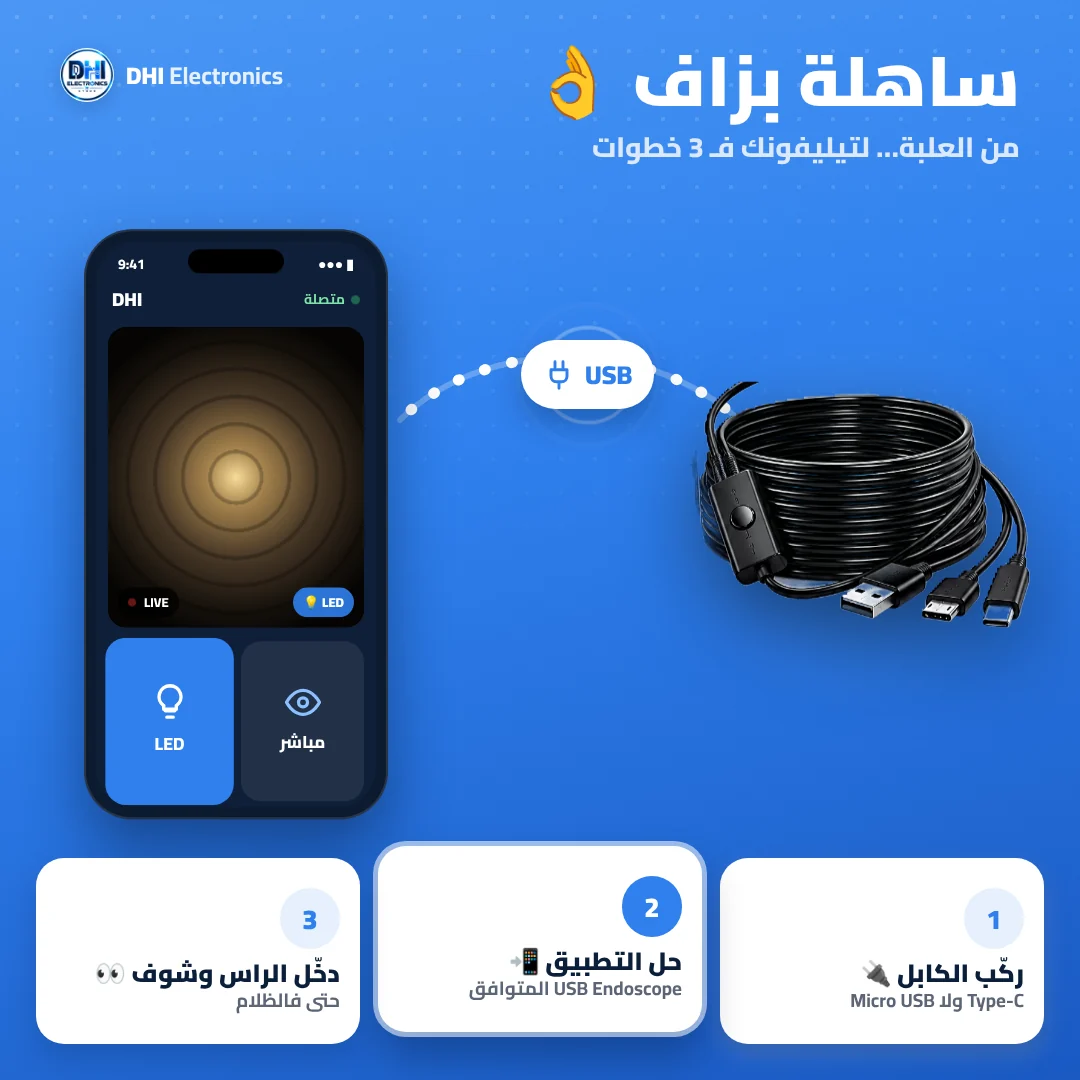 DHI ELECTRONICS
DHI Electronics
ساهلة بزاف 👌
من العلبة... لتيليفونك فـ 3 خطوات
9:41
DHI
متصلة
LIVE
💡 LED
LED
مباشر
USB
1
ركّب الكابل 🔌
Type-C ولا Micro USB
2
حل التطبيق 📲
USB Endoscope المتوافق
3
دخّل الراس وشوف 👀
حتى فالظلام